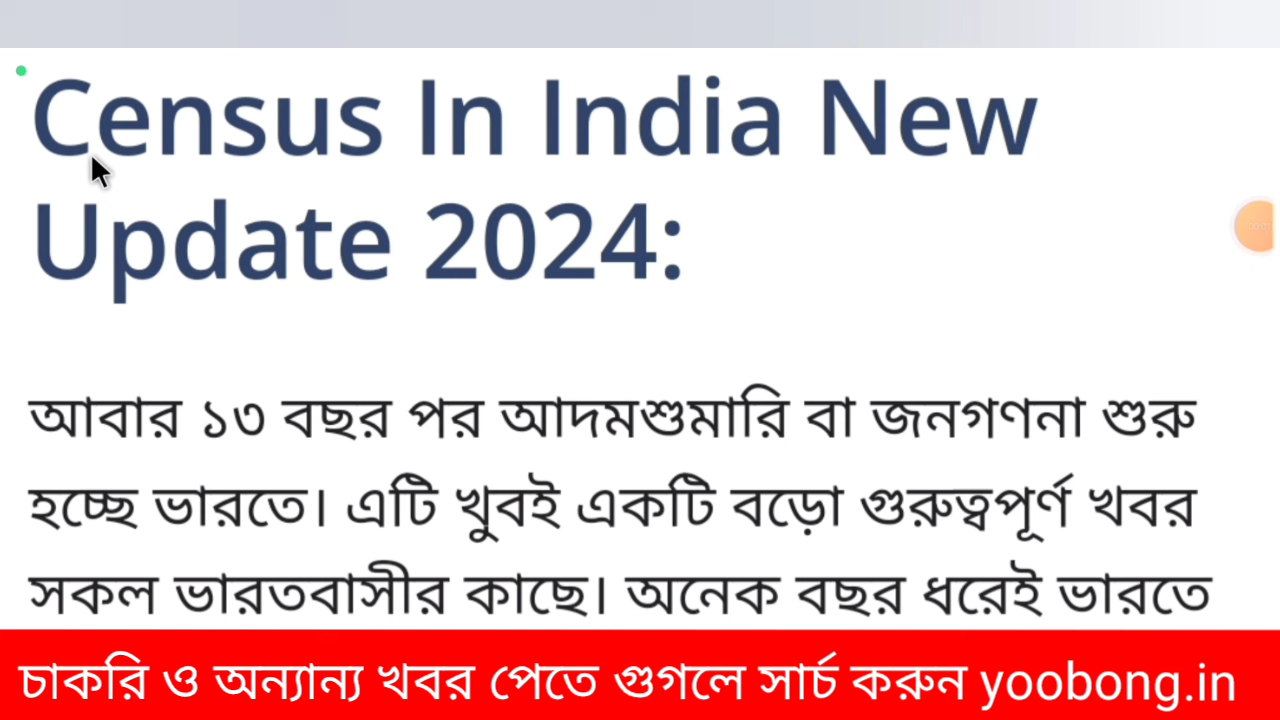 Census In India New
Update 2024:
আবার ১৩ বছর পর আদমশুমারি বা জনগণনা শুরু
হচ্ছে ভারতে। এটি খুবই একটি বড়ো গুরুত্বপূর্ণ খবর
সকল ভারতবাসীর কাছে। অনেক বছর ধরেই ভারতে
চাকরি ও অন্যান্য খবর পেতে গুগলে সার্চ করুন yoobong.in